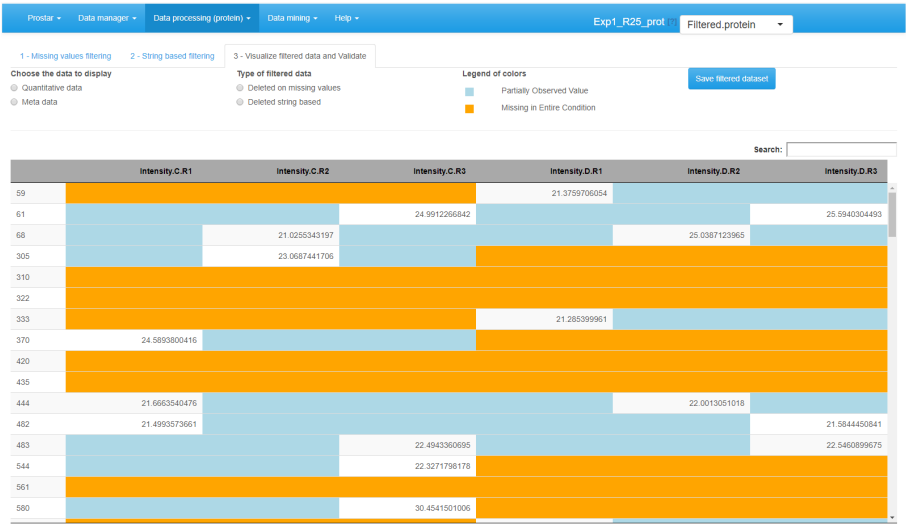 Prostar Data manager Data processing (protein) Data mining Help Exp1_R25_prot [?] Filtered.protein
1 - Missing values filtering 2 - String based filtering 3 - Visualize filtered data and Validate
Choose the data to display Type of filtered data Legend of colors Save filtered dataset
Quantitative data Deleted on missing values Partially Observed Value
Meta data Deleted string based Missing in Entire Condition
Search:
Intensity.C.R1 Intensity.C.R2 Intensity.C.R3 Intensity.D.R1 Intensity.D.R2 Intensity.D.R3
59 21.3759706054
61 24.9912266842 25.5940304493
68 21.0255343197 25.0387123965
305 23.0687441706
310
322
333 21.285399961
370 24.5893800416
420
435
444 21.6663540476 22.0013051018
482 21.4993573661 21.5844450841
483 22.4943360695 22.5460899675
544 22.3271798178
561
580 30.4541501006